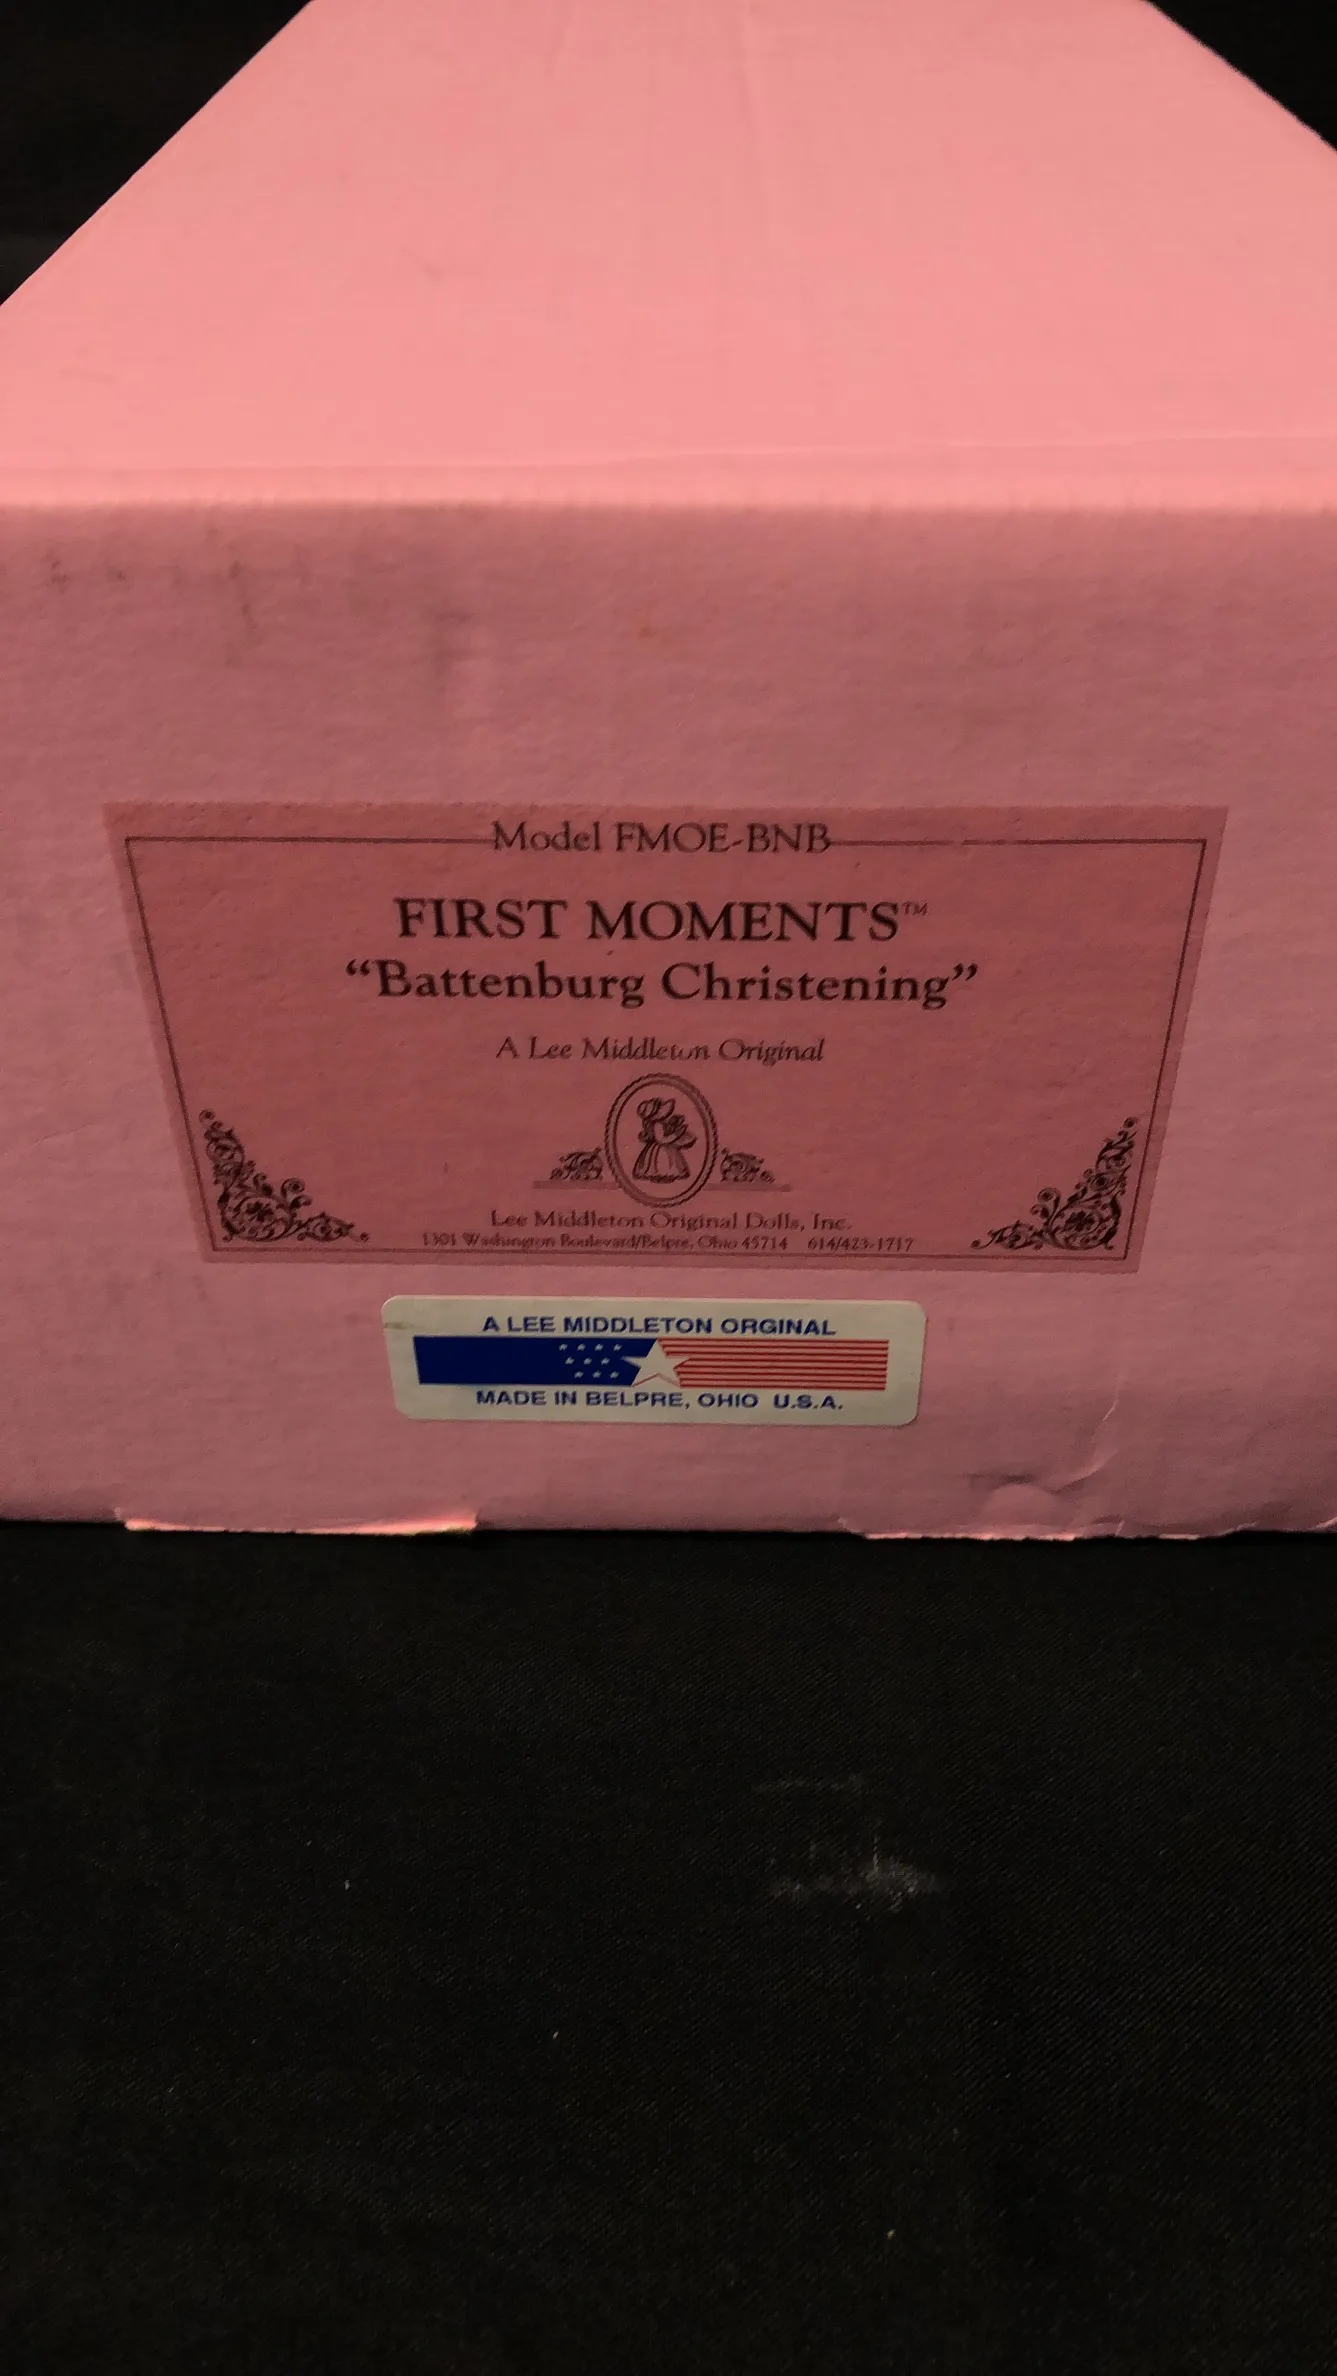 Model FMOE-BNB
FIRST MOMENTS™
“Battenburg Christening”
A Lee Middleton Original
Lee Middleton Original Dolls, Inc.
1301 Washington Boulevard/Belpre, Ohio 45714 614/423-1717
A LEE MIDDLETON ORGINAL
MADE IN BELPRE, OHIO U.S.A.